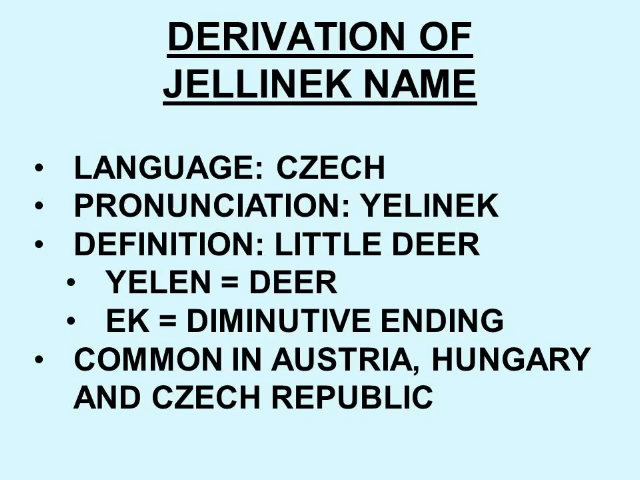 DERIVATION OF
JELLINEK NAME
• LANGUAGE: CZECH
• PRONUNCIATION: YELINEK
• DEFINITION: LITTLE DEER
• YELEN = DEER
• EK = DIMINUTIVE ENDING
• COMMON IN AUSTRIA, HUNGARY
AND CZECH REPUBLIC